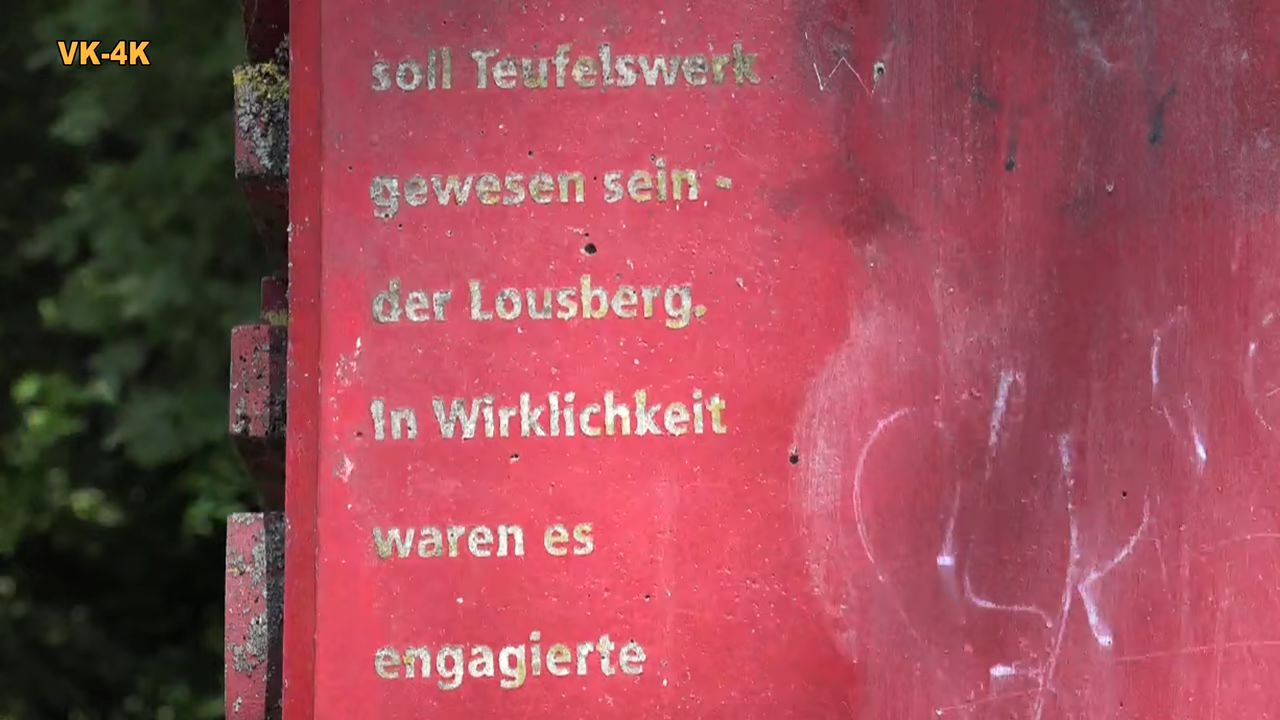 VK-4K
soll Teufelswerk
gewesen sein -
der Lousberg.
In Wirklichkeit
waren es
engagierte